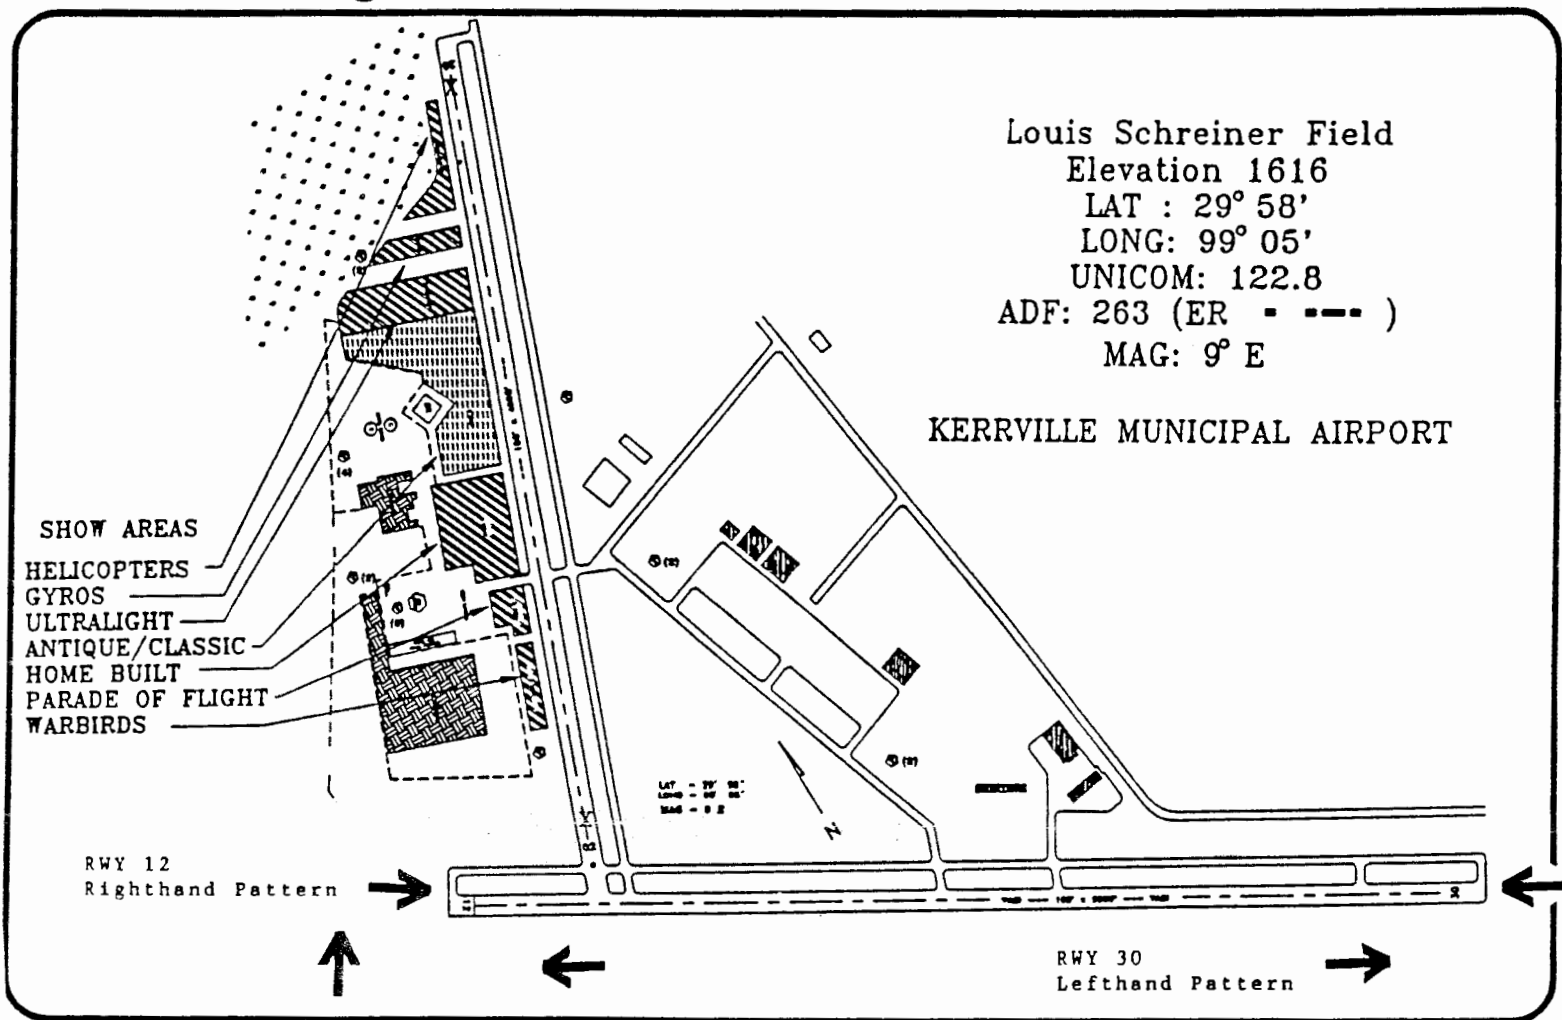 Louis Schreiner Field
Elevation 1616
LAT : 29° 58'
LONG: 99° 05'
UNICOM: 122.8
ADF: 263 (ER ▪ ▪-▪ )
MAG: 9° E
KERRVILLE MUNICIPAL AIRPORT
SHOW AREAS
HELICOPTERS
GYROS
ULTRALIGHT
ANTIQUE/CLASSIC
HOME BUILT
PARADE OF FLIGHT
WARBIRDS
N
RWY 12
Righthand Pattern
30
RWY 30
Lefthand Pattern